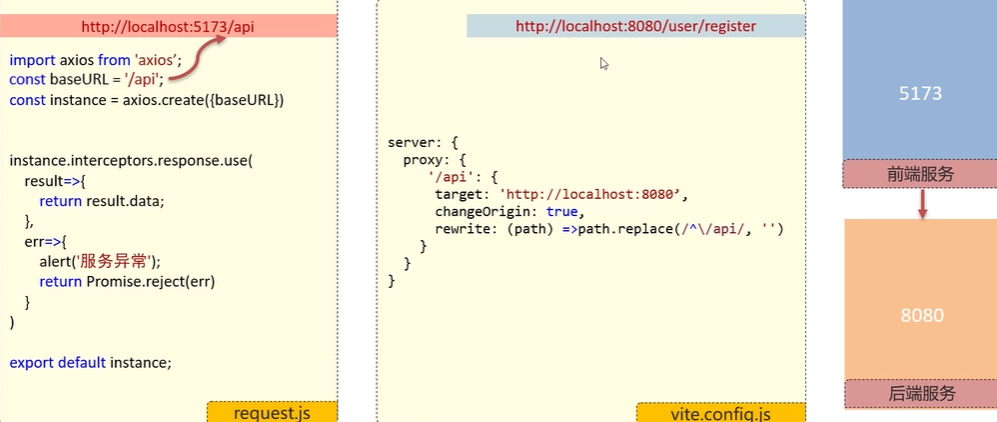 http://localhost:5173/api
import axios from 'axios’;
const baseURL = '/api';
const instance = axios.create({baseURL})
instance.interceptors.response.use(
result=>{
return result.data;
},
err=>{
alert('服务异常');
return Promise.reject(err)
}
)
export default instance;
request.js
http://localhost:8080/user/register
server: {
proxy: {
'/api': {
target: 'http://localhost:8080’,
changeOrigin: true,
rewrite: (path) =>path.replace(/^\/api/, '')
}
}
}
vite.config.js
5173
前端服务
8080
后端服务